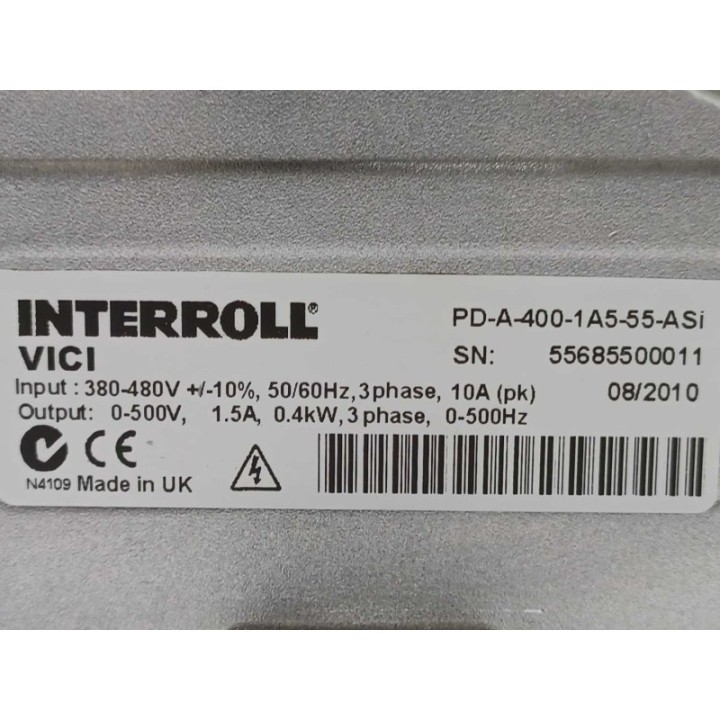 INTERROLL®
PD-A-400-1A5-55-ASi
VICI
SN: 55685500011
Input : 380-480V +/-10%, 50/60Hz, 3 phase, 10A (pk) 08/2010
Output: 0-500V, 1.5A, 0.4kW, 3 phase, 0-500Hz
CE
N4109 Made in UK